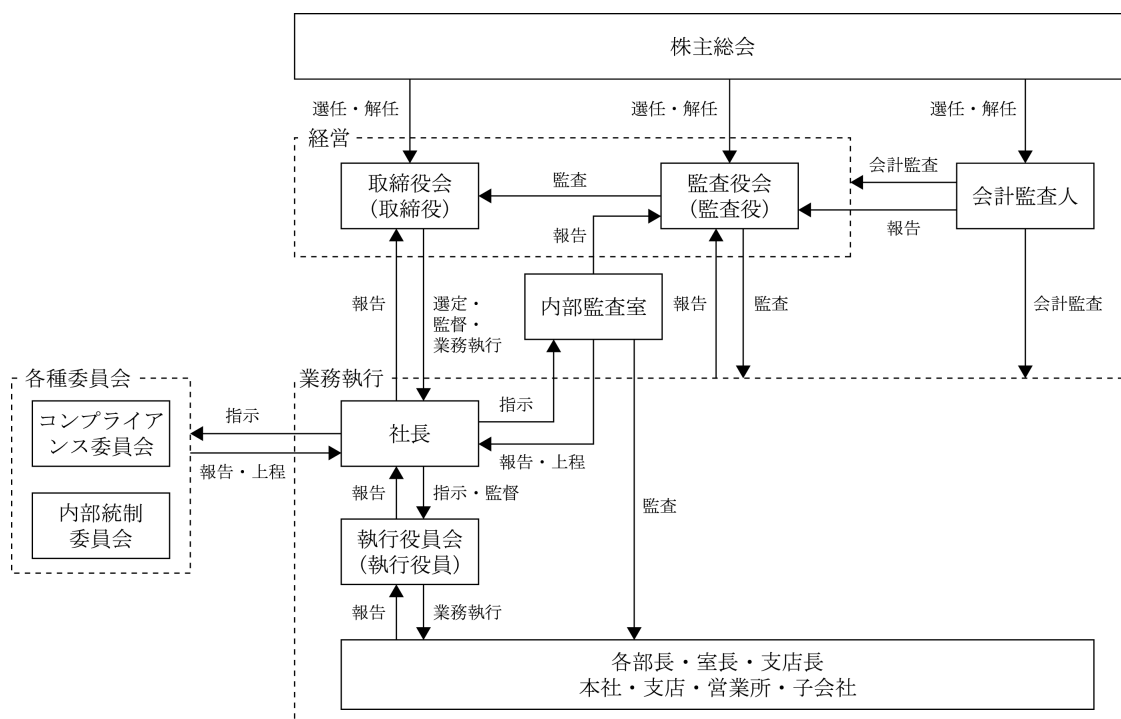 株主総会
選任・解任
選任・解任
選任・解任
経営
取締役会
（取締役）
監査
監査役会
（監査役）
会計監査
報告
会計監査人
報告
内部監査室
報告
選定・
監督・
業務執行
報告
監査
会計監査
各種委員会
コンプライア
ンス委員会
内部統制
委員会
指示
報告・上程
業務執行
社長
指示
報告・上程
報告
指示・監督
監査
執行役員会
（執行役員）
報告
業務執行
各部長・室長・支店長
本社・支店・営業所・子会社